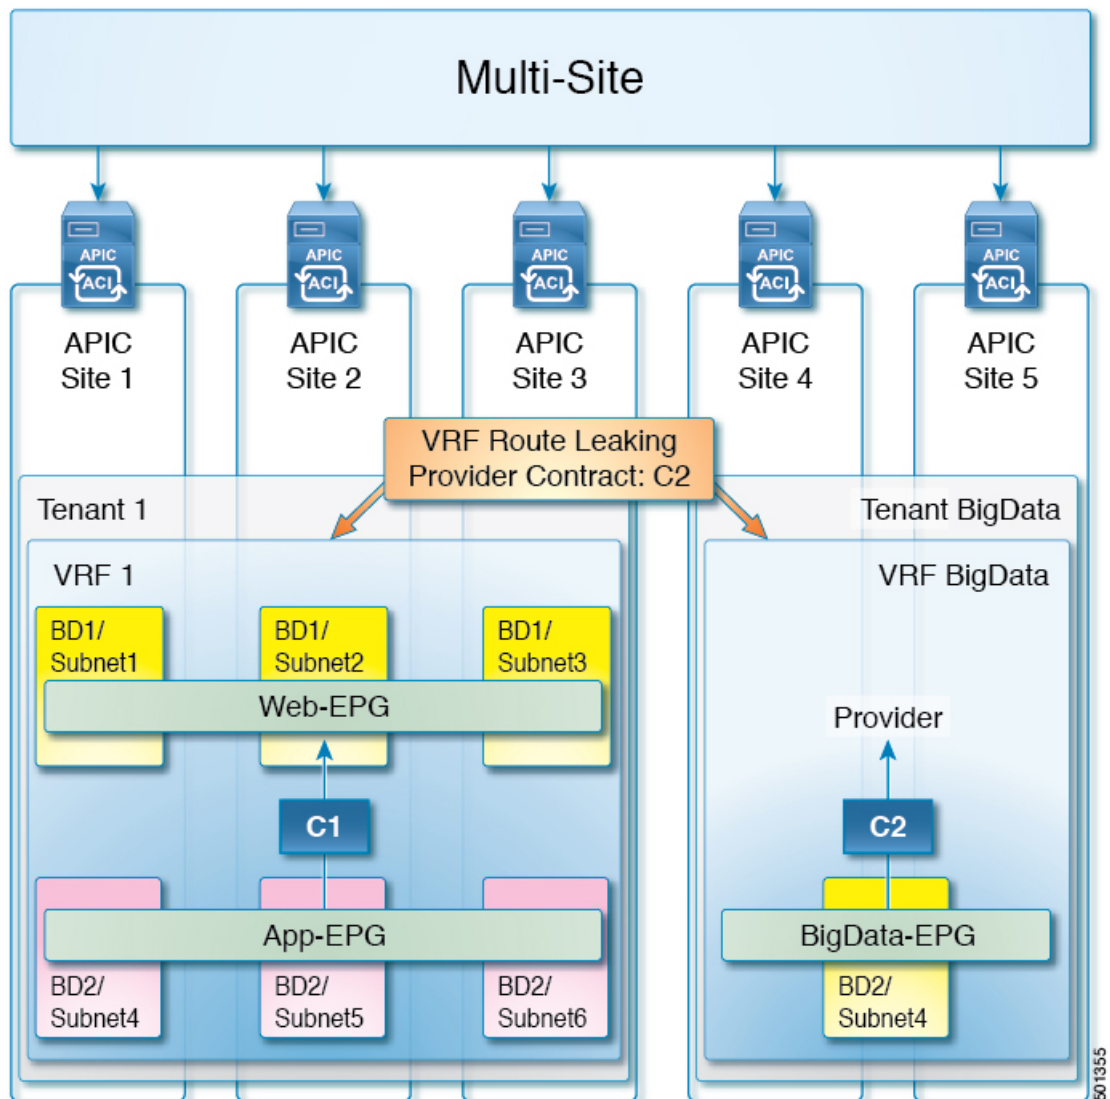 Multi-Site
APIC
ACI
APIC
ACI
APIC
ACI
APIC
ACI
APIC
ACI
APIC
Site 1
APIC
Site 2
APIC
Site 3
APIC
Site 4
APIC
Site 5
VRF Route Leaking
Provider Contract: C2
Tenant 1
Tenant BigData
VRF 1
VRF BigData
BD1/
Subnet1
BD1/
Subnet2
BD1/
Subnet3
Web-EPG
Provider
C1
C2
App-EPG
BigData-EPG
BD2/
Subnet4
BD2/
Subnet5
BD2/
Subnet6
BD2/
Subnet4
501355